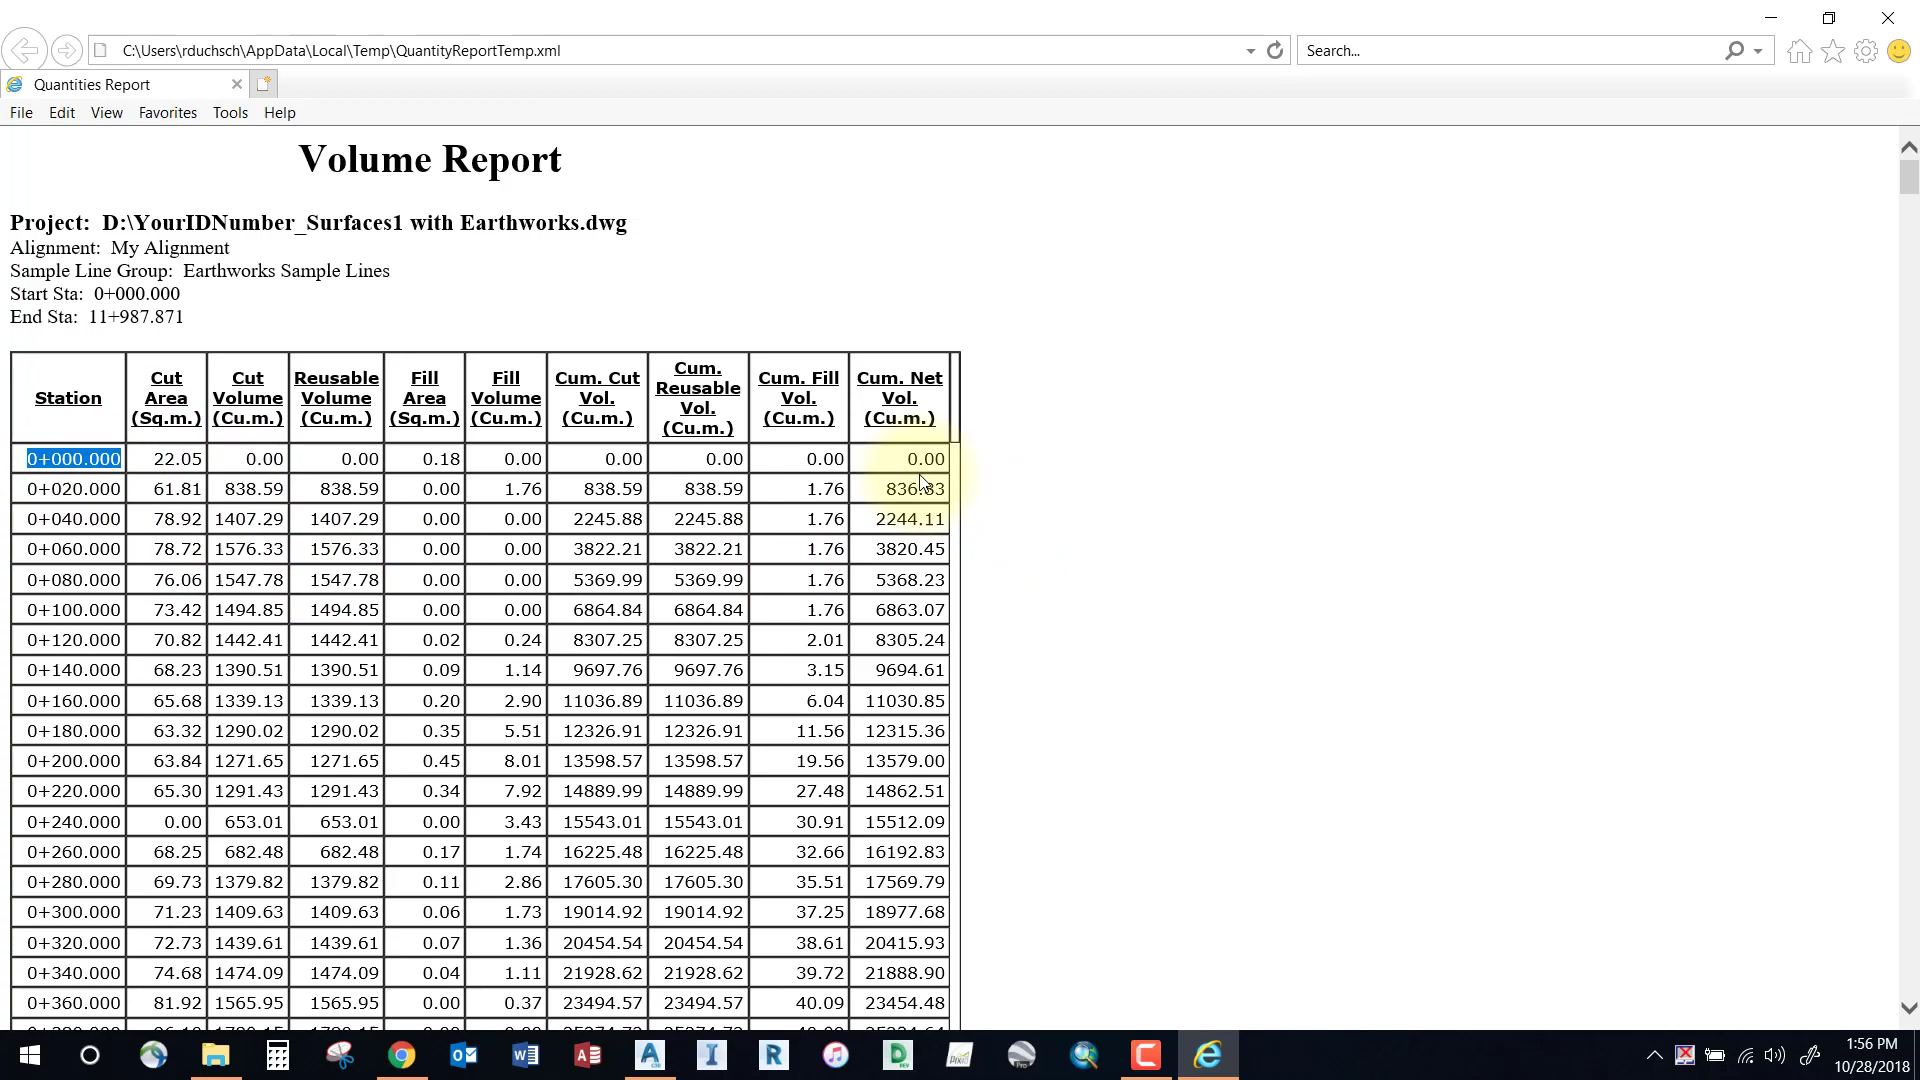 C:\Users\rduchsch\AppData\Local\Temp\QuantityReportTemp.xml
Search...
Quantities Report
File Edit View Favorites Tools Help
Volume Report
Project: D:\YourIDNumber_Surfaces1 with Earthworks.dwg
Alignment: My Alignment
Sample Line Group: Earthworks Sample Lines
Start Sta: 0+000.000
End Sta: 11+987.871
Station Cut Area (Sq.m.) Cut Volume (Cu.m.) Reusable Volume (Cu.m.) Fill Area (Sq.m.) Fill Volume (Cu.m.) Cum. Cut Vol. (Cu.m.) Cum. Reusable Vol. (Cu.m.) Cum. Fill Vol. (Cu.m.) Cum. Net Vol. (Cu.m.)
0+000.000 22.05 0.00 0.00 0.18 0.00 0.00 0.00 0.00 0.00
0+020.000 61.81 838.59 838.59 0.00 1.76 838.59 838.59 1.76 836.83
0+040.000 78.92 1407.29 1407.29 0.00 0.00 2245.88 2245.88 1.76 2244.11
0+060.000 78.72 1576.33 1576.33 0.00 0.00 3822.21 3822.21 1.76 3820.45
0+080.000 76.06 1547.78 1547.78 0.00 0.00 5369.99 5369.99 1.76 5368.23
0+100.000 73.42 1494.85 1494.85 0.00 0.00 6864.84 6864.84 1.76 6863.07
0+120.000 70.82 1442.41 1442.41 0.02 0.24 8307.25 8307.25 2.01 8305.24
0+140.000 68.23 1390.51 1390.51 0.09 1.14 9697.76 9697.76 3.15 9694.61
0+160.000 65.68 1339.13 1339.13 0.20 2.90 11036.89 11036.89 6.04 11030.85
0+180.000 63.32 1290.02 1290.02 0.35 5.51 12326.91 12326.91 11.56 12315.36
0+200.000 63.84 1271.65 1271.65 0.45 8.01 13598.57 13598.57 19.56 13579.00
0+220.000 65.30 1291.43 1291.43 0.34 7.92 14889.99 14889.99 27.48 14862.51
0+240.000 0.00 653.01 653.01 0.00 3.43 15543.01 15543.01 30.91 15512.09
0+260.000 68.25 682.48 682.48 0.17 1.74 16225.48 16225.48 32.66 16192.83
0+280.000 69.73 1379.82 1379.82 0.11 2.86 17605.30 17605.30 35.51 17569.79
0+300.000 71.23 1409.63 1409.63 0.06 1.73 19014.92 19014.92 37.25 18977.68
0+320.000 72.73 1439.61 1439.61 0.07 1.36 20454.54 20454.54 38.61 20415.93
0+340.000 74.68 1474.09 1474.09 0.04 1.11 21928.62 21928.62 39.72 21888.90
0+360.000 81.92 1565.95 1565.95 0.00 0.37 23494.57 23494.57 40.09 23454.48
1:56 PM
10/28/2018